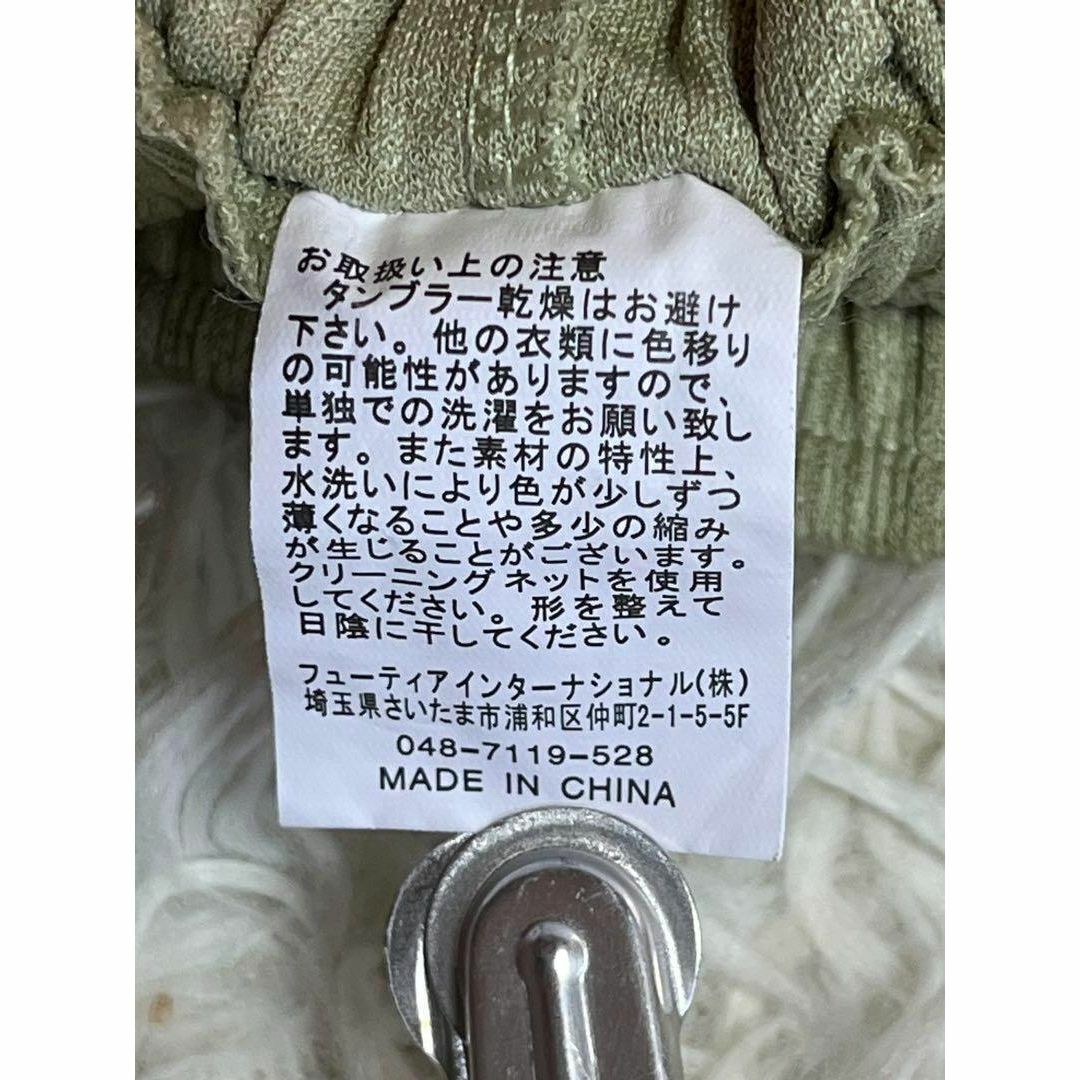 お取扱い上の注意
タンブラー乾燥はお避け
下さい。他の衣類に色移り
の可能性がありますので、
単独での洗濯をお願い致し
ます。また素材の特性上、
水洗いにより色が少しずつ
薄くなることや多少の縮み
が生じることがございます。
クリーニングネットを使用
してください。形を整えて
日陰に干してください。
フューティアインターナショナル(株)
埼玉県さいたま市浦和区仲町2-1-5-5F
048-7119-528
MADE IN CHINA